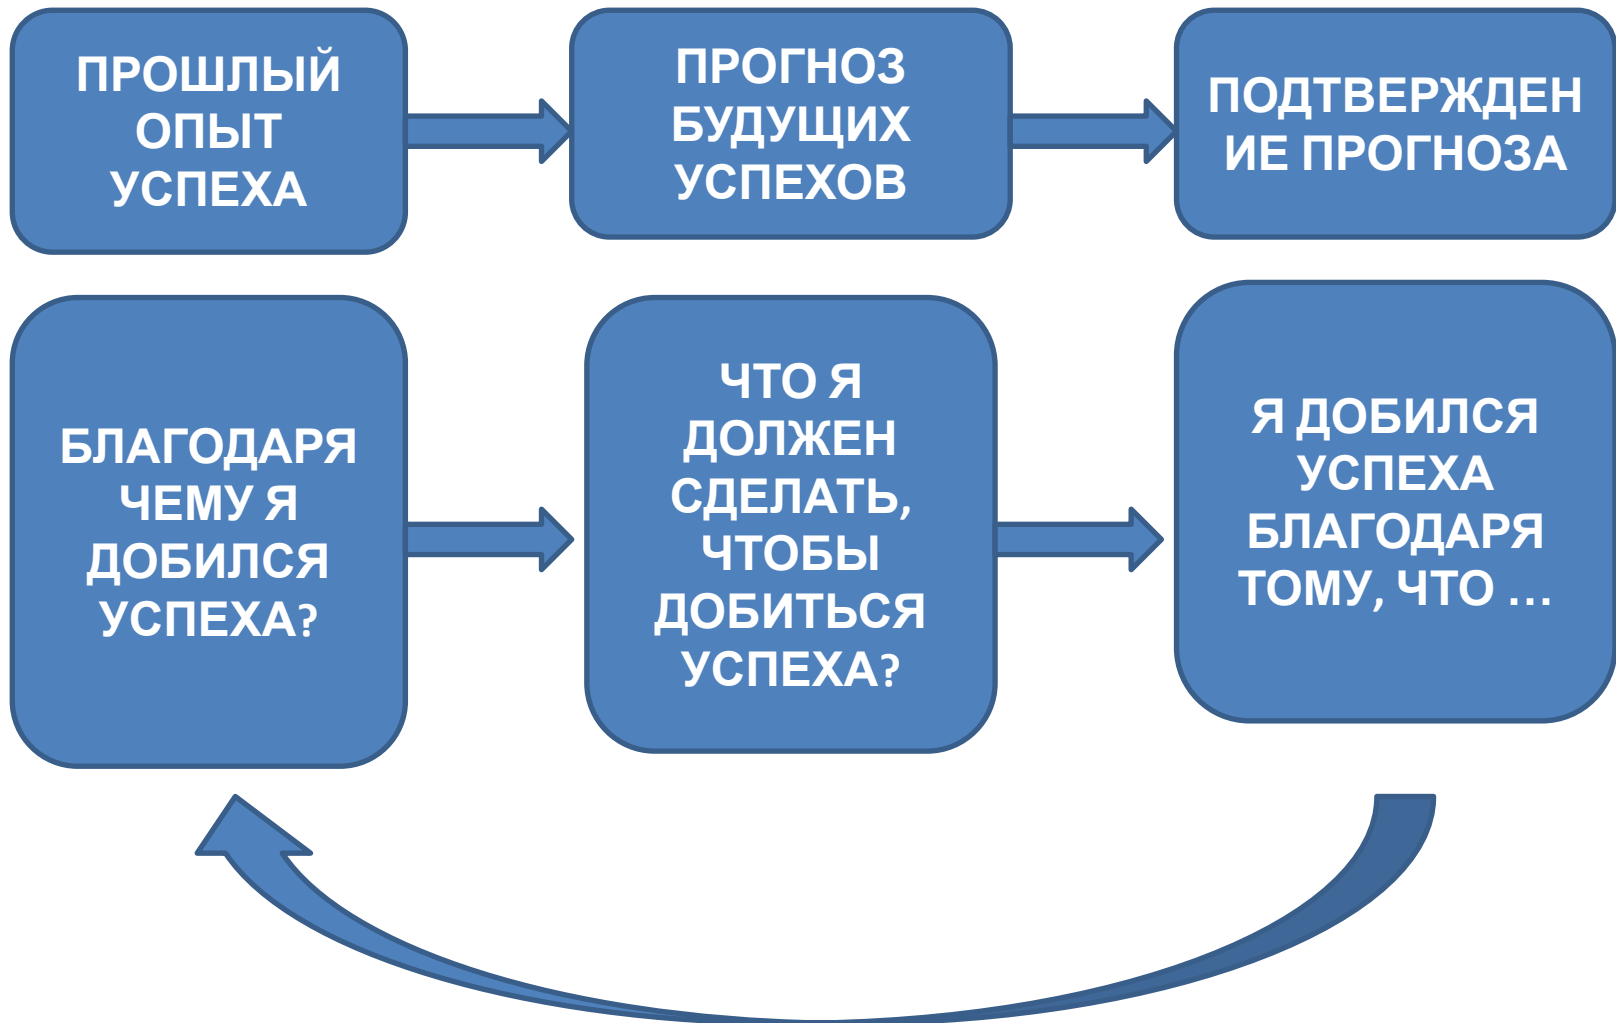 ПРОШЛЫЙ
ОПЫТ
УСПЕХА
ПРОГНОЗ
БУДУЩИХ
УСПЕХОВ
ПОДТВЕРЖДЕН
ИЕ ПРОГНОЗА
БЛАГОДАРЯ
ЧЕМУ Я
ДОБИЛСЯ
УСПЕХА?
ЧТО Я
ДОЛЖЕН
СДЕЛАТЬ,
ЧТОБЫ
ДОБИТЬСЯ
УСПЕХА?
Я ДОБИЛСЯ
УСПЕХА
БЛАГОДАРЯ
ТОМУ, ЧТО ...